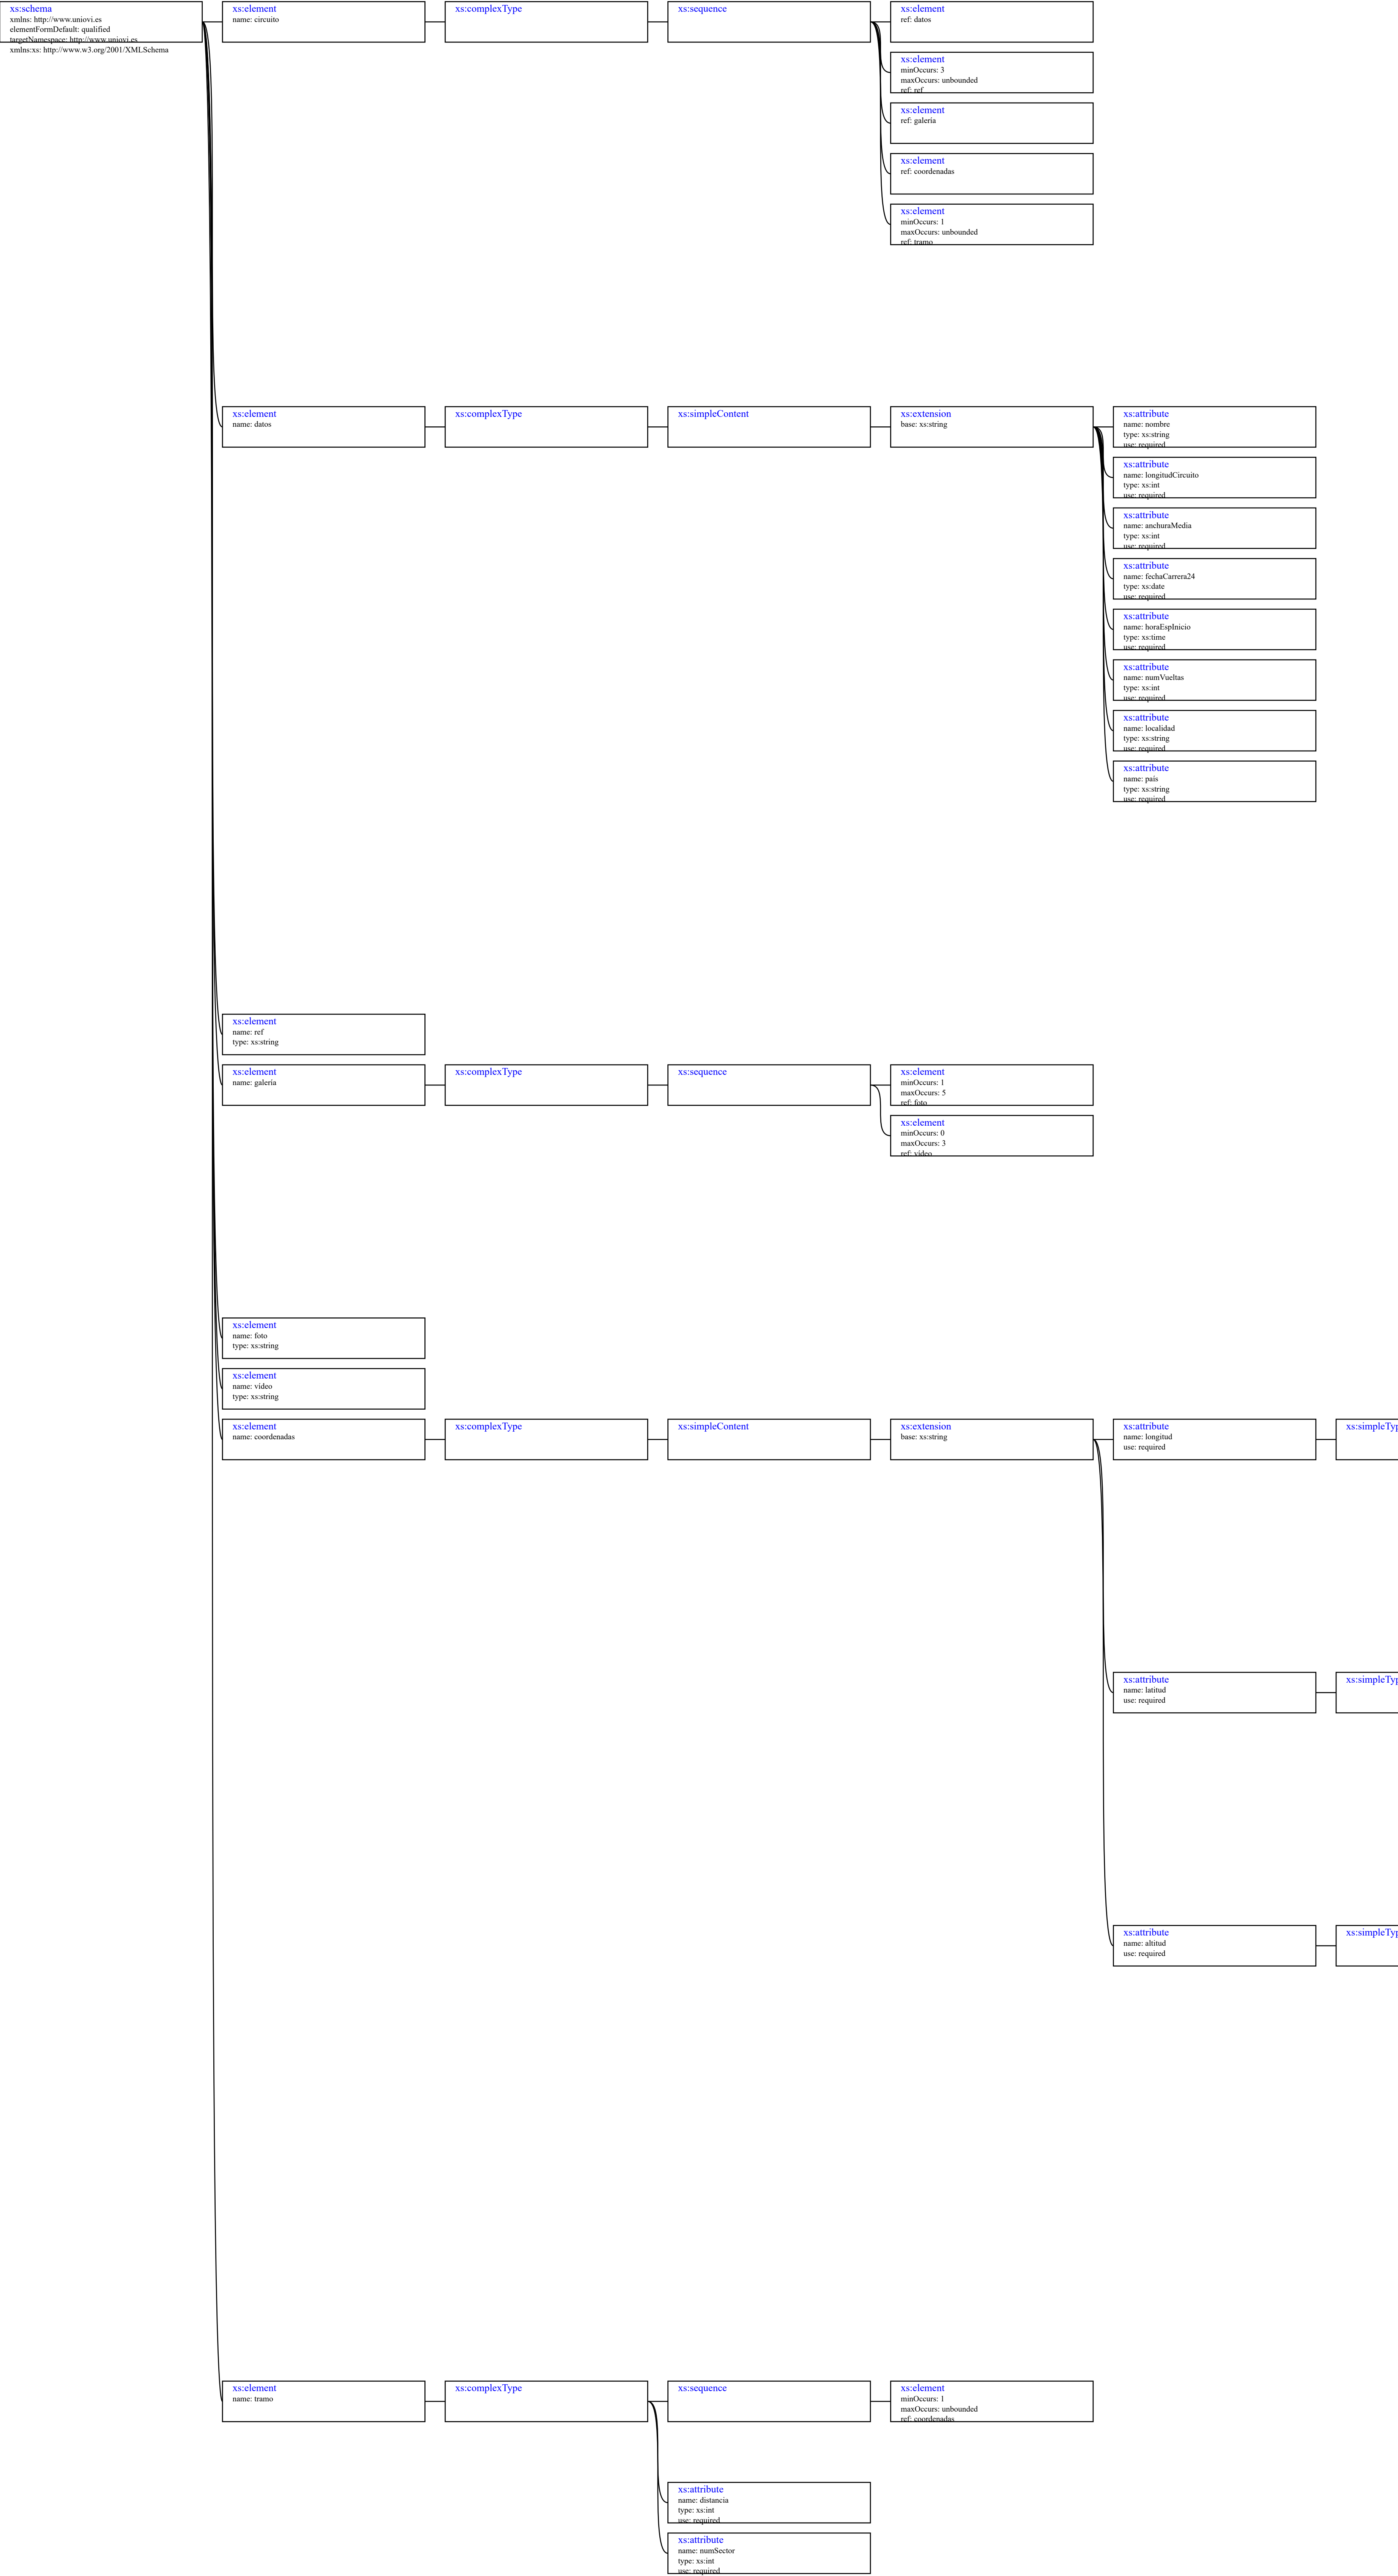 xs:schema
xmlns: http://www.uniovi.es
elementFormDefault: qualified
targetNamespace: http://www.uniovi.es
xmlns:xs: http://www.w3.org/2001/XMLSchema
xs:element
name: circuito
xs:complexType
xs:sequence
xs:element
ref: datos
xs:element
minOccurs: 3
maxOccurs: unbounded
ref: ref
xs:element
ref: galería
xs:element
ref: coordenadas
xs:element
minOccurs: 1
maxOccurs: unbounded
ref: tramo
xs:element
name: datos
xs:complexType
xs:simpleContent
xs:extension
base: xs:string
xs:attribute
name: nombre
type: xs:string
use: required
xs:attribute
name: longitudCircuito
type: xs:int
use: required
xs:attribute
name: anchuraMedia
type: xs:int
use: required
xs:attribute
name: fechaCarrera24
type: xs:date
use: required
xs:attribute
name: horaEspInicio
type: xs:time
use: required
xs:attribute
name: numVueltas
type: xs:int
use: required
xs:attribute
name: localidad
type: xs:string
use: required
xs:attribute
name: país
type: xs:string
use: required
xs:element
name: ref
type: xs:string
xs:element
name: galería
xs:complexType
xs:sequence
xs:element
minOccurs: 1
maxOccurs: 5
ref: foto
xs:element
minOccurs: 0
maxOccurs: 3
ref: vídeo
xs:element
name: foto
type: xs:string
xs:element
name: vídeo
type: xs:string
xs:element
name: coordenadas
xs:complexType
xs:simpleContent
xs:extension
base: xs:string
xs:attribute
name: longitud
use: required
xs:simpleTyp
xs:attribute
name: latitud
use: required
xs:simpleTyp
xs:attribute
name: altitud
use: required
xs:simpleTyp
xs:element
name: tramo
xs:complexType
xs:sequence
xs:element
minOccurs: 1
maxOccurs: unbounded
ref: coordenadas
xs:attribute
name: distancia
type: xs:int
use: required
xs:attribute
name: numSector
type: xs:int
use: required